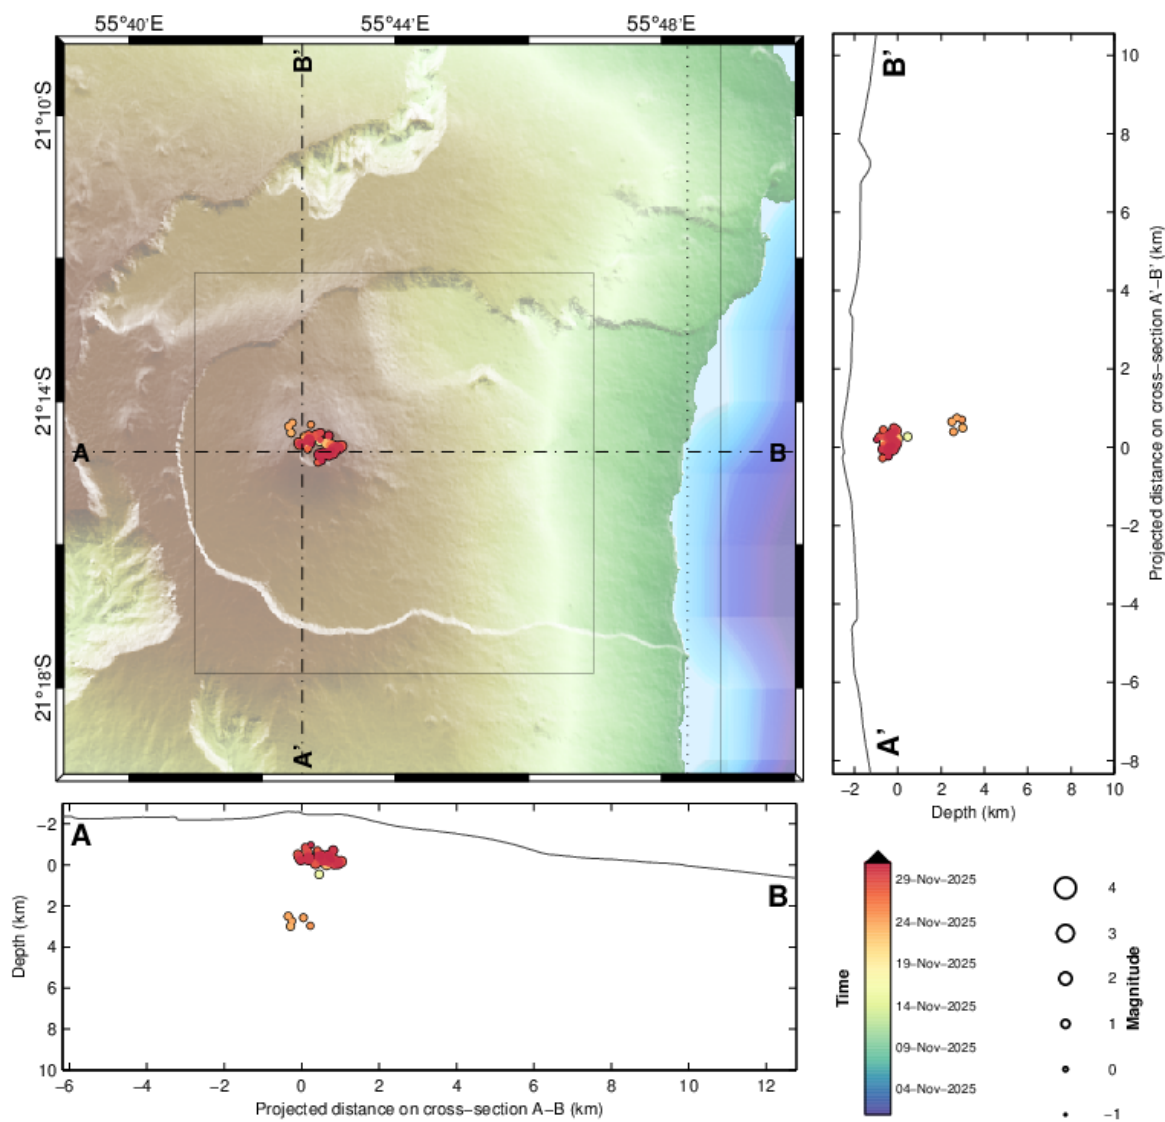 55°40'E
55°44'E
55°48'E
21°10'S
21°14'S
21°18'S
B'
A
B
A'
B'
A'
10
8
6
4
2
0
−2
−4
−6
−8
Projected distance on cross−section A'−B' (km)
−2 0 2 4 6 8 10
Depth (km)
A
B
−2
0
2
4
6
8
10
Depth (km)
−6 −4 −2 0 2 4 6 8 10 12
Projected distance on cross−section A−B (km)
Time
29−Nov−2025
24−Nov−2025
19−Nov−2025
14−Nov−2025
09−Nov−2025
04−Nov−2025
4
3
2
1
0
−1
Magnitude